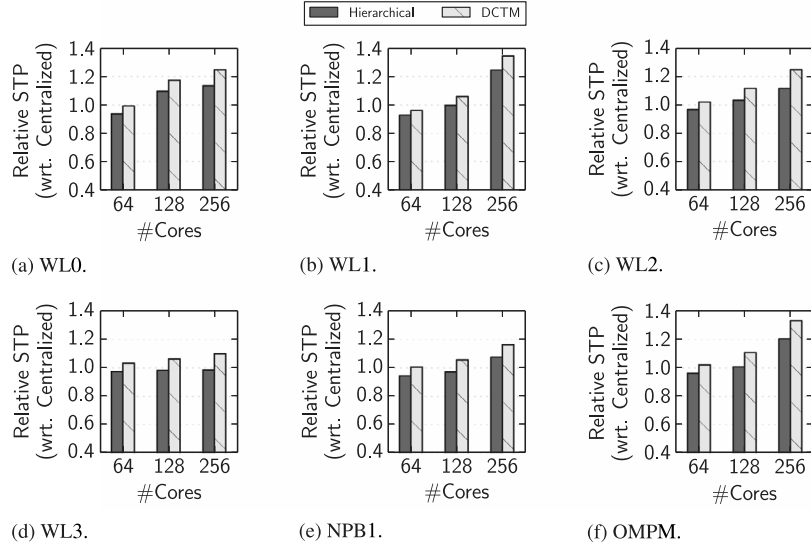 Hierarchical DCTM
Relative STP
(wrt. Centralized)
1.4
1.2
1.0
0.8
0.6
0.4
64 128 256
#Cores
(a) WL0.
Relative STP
(wrt. Centralized)
1.4
1.2
1.0
0.8
0.6
0.4
64 128 256
#Cores
(b) WL1.
Relative STP
(wrt. Centralized)
1.4
1.2
1.0
0.8
0.6
0.4
64 128 256
#Cores
(c) WL2.
Relative STP
(wrt. Centralized)
1.4
1.2
1.0
0.8
0.6
0.4
64 128 256
#Cores
(d) WL3.
Relative STP
(wrt. Centralized)
1.4
1.2
1.0
0.8
0.6
0.4
64 128 256
#Cores
(e) NPB1.
Relative STP
(wrt. Centralized)
1.4
1.2
1.0
0.8
0.6
0.4
64 128 256
#Cores
(f) OMPM.